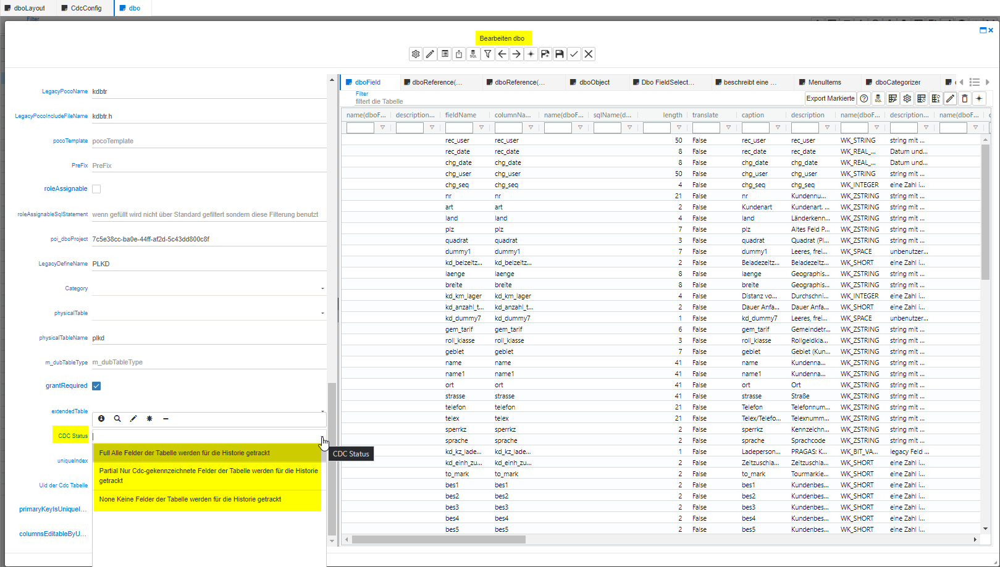 dboLayout CdcConfig dbo
Filter
Bearbeiten dbo
SQL
LegacyPocoName kdbtr
LegacyPocoIncludeFileName kdbtr.h
pocoTemplate pocoTemplate
PreFix PreFix
roleAssignable
roleAssignableSqlStatement wenn gefüllt wird nicht über Standard gefiltert sondern diese Filterung benutzt
poi_dboProject 7c5e38cc-ba0e-44ff-af2d-5c43dd800c8f
LegacyDefineName PLKD
Category
physicalTable
physicalTableName plkd
m_dubTableType m_dubTableType
grantRequired
extendedTable
CDC Status
CDC Status
Full Alle Felder der Tabelle werden für die Historie getrackt
Partial Nur Cdc-gekennzeichnete Felder der Tabelle werden für die Historie
getrackt
None Keine Felder der Tabelle werden für die Historie getrackt
uniqueIndex
Uid der Cdc Tabelle
primaryKeyIsUniqueI...
columnsEditableByU...
dboField dboReference(... dboReference(... dboObject Dbo FieldSelect... beschreibt eine ... MenuItems dboCategorizer
Filter
filtert die Tabelle
Export Markierte SQL
name(dboF... description... fieldName columnNa... name(dboF... sqlName(d... length translate caption description name(dboF... description... name(dboF...
rec_user rec_user 50 False rec_user rec_user WK_STRING string mit ...
rec_date rec_date 8 False rec_date rec_date WK_REAL_... Datum und...
chg_date chg_date 8 False chg_date chg_date WK_REAL_... Datum und...
chg_user chg_user 50 False chg_user chg_user WK_STRING string mit ...
chg_seq chg_seq 4 False chg_seq chg_seq WK_INTEGER eine Zahl i...
nr nr 21 False nr Kundennu... WK_ZSTRING string mit ...
art art 2 False Kundenart Kundenart. ... WK_ZSTRING string mit ...
land land 4 False land Länderkenn... WK_ZSTRING string mit ...
plz plz 7 False plz Altes Feld P... WK_ZSTRING string mit ...
quadrat quadrat 3 False quadrat Quadrat (Pl... WK_ZSTRING string mit ...
dummy1 dummy1 7 False dummy1 Leeres, frei... WK_SPACE unbenutzer...
kd_belzeitz... kd_belzeitz... 2 False Beladezeitz... Beladezeitz... WK_SHORT eine Zahl i...
laenge laenge 8 False laenge Geographis... WK_ZSTRING string mit ...
breite breite 8 False breite Geographis... WK_ZSTRING string mit ...
kd_km_lager kd_km_lager 4 False Distanz vo... Durchschni... WK_INTEGER eine Zahl i...
kd_anzahl_t... kd_anzahl_t... 2 False Dauer Anfa... Dauer Anfa... WK_SHORT eine Zahl i...
kd_dummy7 kd_dummy7 1 False kd_dummy7 Leeres, frei... WK_SPACE unbenutzer...
gem_tarif gem_tarif 6 False gem_tarif Gemeindetr... WK_ZSTRING string mit ...
roll_klasse roll_klasse 3 False roll_klasse Rollgeldkla... WK_ZSTRING string mit ...
gebiet gebiet 7 False gebiet Gebiet (Kun... WK_ZSTRING string mit ...
name name 41 False name Kundenna... WK_ZSTRING string mit ...
name1 name1 41 False name1 Kundenna... WK_ZSTRING string mit ...
ort ort 41 False ort Ort WK_ZSTRING string mit ...
strasse strasse 41 False strasse Straße WK_ZSTRING string mit ...
telefon telefon 21 False Telefon Telefonnum... WK_ZSTRING string mit ...
telex telex 21 False Telex/Telefo... Telexnumm... WK_ZSTRING string mit ...
sperrkz sperrkz 2 False sperrkz Kennzeichn... WK_ZSTRING string mit ...
sprache sprache 2 False sprache Sprachcode WK_ZSTRING string mit ...
kd_kz_lade... kd_kz_lade... 1 False Ladeperson... PRAGAS: K... WK_BIT_VA... legacy Feld ...
kd_einh_zu... kd_einh_zu... 2 False Zeitzuschla... Zeitzuschla... WK_SHORT eine Zahl i...
to_mark to_mark 2 False to_mark Tourmarkie... WK_SHORT eine Zahl i...
bes1 bes1 2 False bes1 Kundenbes... WK_SHORT eine Zahl i...
bes2 bes2 2 False bes2 Kundenbes... WK_SHORT eine Zahl i...
bes3 bes3 2 False bes3 Kundenbes... WK_SHORT eine Zahl i...
bes4 bes4 2 False bes4 Kundenbes... WK_SHORT eine Zahl i...
bes5 bes5 2 False bes5 Kundenbes... WK_SHORT eine Zahl i...